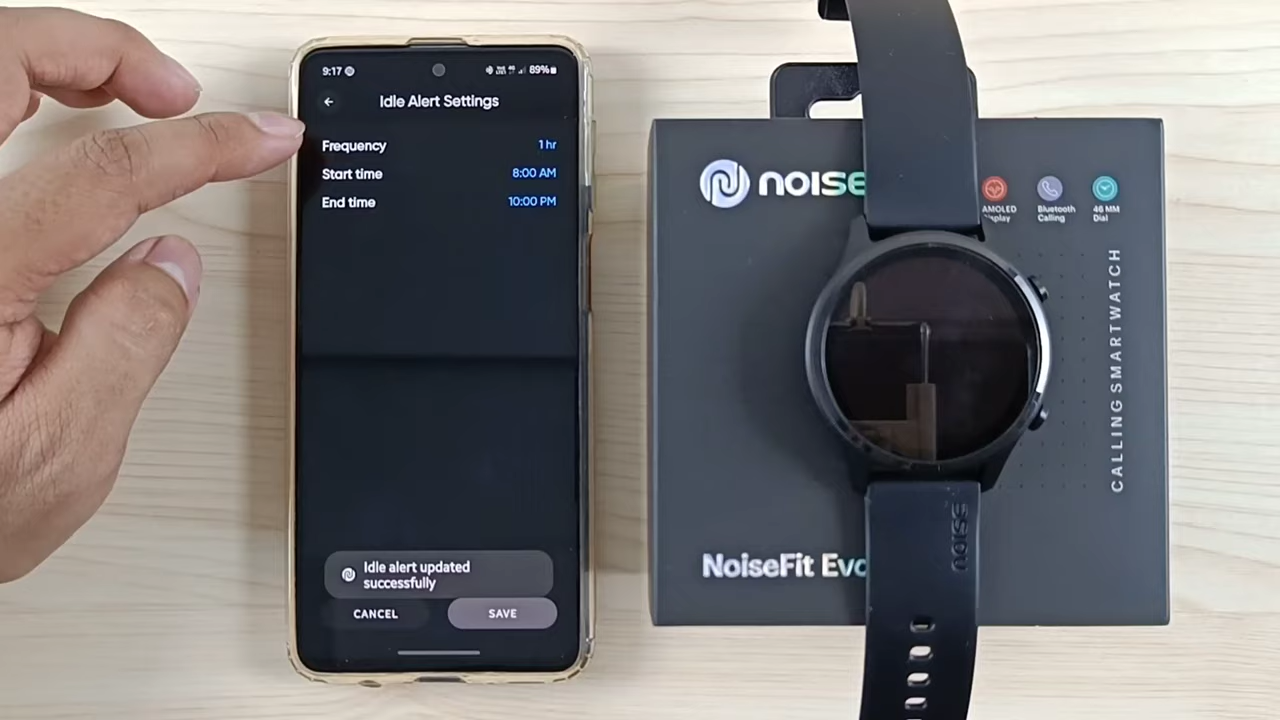 9:17
89%
Idle Alert Settings
Frequency 1 hr
Start time 8:00 AM
End time 10:00 PM
Idle alert updated
successfully
CANCEL SAVE
noise
AMOLED
Bluetooth
Calling
46 MM
Dial
CALLING SMARTWATCH
NoiseFit Evo
noise